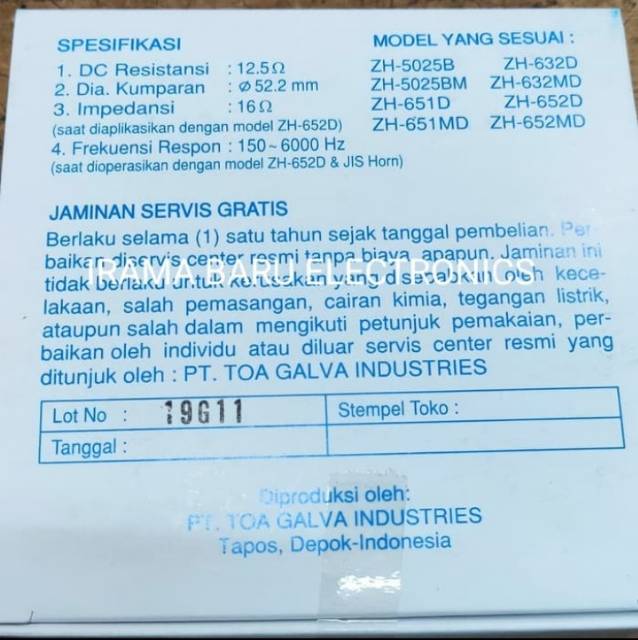 SPESIFIKASI
1. DC Resistansi : 12.5Ω
2. Dia. Kumparan : ø 52.2 mm
3. Impedansi : 16Ω
(saat diaplikasikan dengan model ZH-652D)
4. Frekuensi Respon : 150~6000 Hz
(saat dioperasikan dengan model ZH-652D & JIS Horn)
MODEL YANG SESUAI :
ZH-5025B ZH-632D
ZH-5025BM ZH-632MD
ZH-651D ZH-652D
ZH-651MD ZH-652MD
JAMINAN SERVIS GRATIS
Berlaku selama (1) satu tahun sejak tanggal pembelian. Per-
baikan diservis center resmi tanpa biaya apapun. Jaminan ini
tidak berlaku untuk kerusakan yang disebabkan oleh kece-
lakaan, salah pemasangan, cairan kimia, tegangan listrik,
ataupun salah dalam mengikuti petunjuk pemakaian, per-
baikan oleh individu atau diluar servis center resmi yang
ditunjuk oleh : PT. TOA GALVA INDUSTRIES
IRAMA BARU ELECTRONICS
Lot No : 19G11 Stempel Toko :
Tanggal :
Diproduksi oleh:
PT. TOA GALVA INDUSTRIES
Tapos, Depok-Indonesia